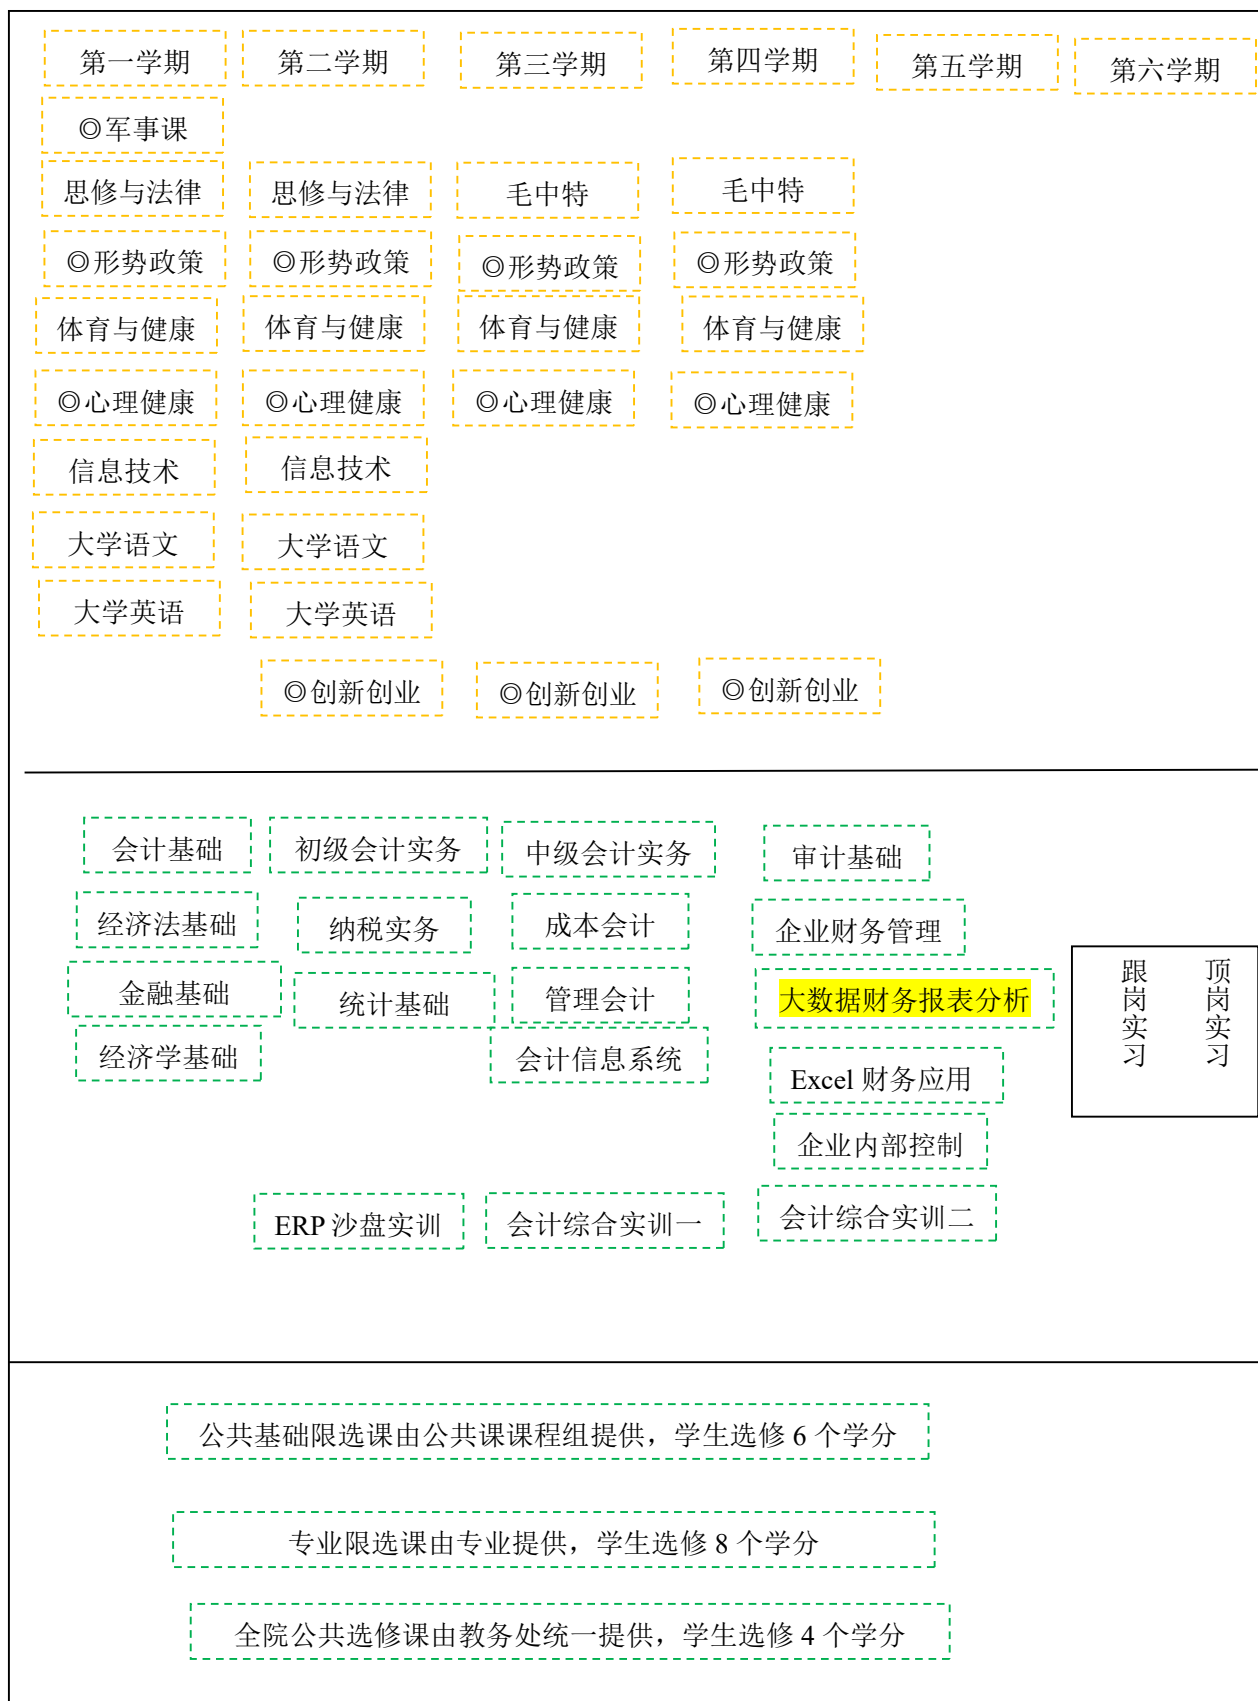 第一学期 第二学期 第三学期 第四学期 第五学期 第六学期
◎军事课
思修与法律 思修与法律 毛中特 毛中特
◎形势政策 ◎形势政策 ◎形势政策 ◎形势政策
体育与健康 体育与健康 体育与健康 体育与健康
◎心理健康 ◎心理健康 ◎心理健康 ◎心理健康
信息技术 信息技术
大学语文 大学语文
大学英语 大学英语
◎创新创业 ◎创新创业 ◎创新创业
会计基础 初级会计实务 中级会计实务 审计基础
经济法基础 纳税实务 成本会计 企业财务管理
金融基础 统计基础 管理会计 大数据财务报表分析
经济学基础 会计信息系统 Excel 财务应用
企业内部控制
跟岗实习 顶岗实习
ERP 沙盘实训 会计综合实训一 会计综合实训二
公共基础限选课由公共课课程组提供，学生选修 6 个学分
专业限选课由专业提供，学生选修 8 个学分
全院公共选修课由教务处统一提供，学生选修 4 个学分